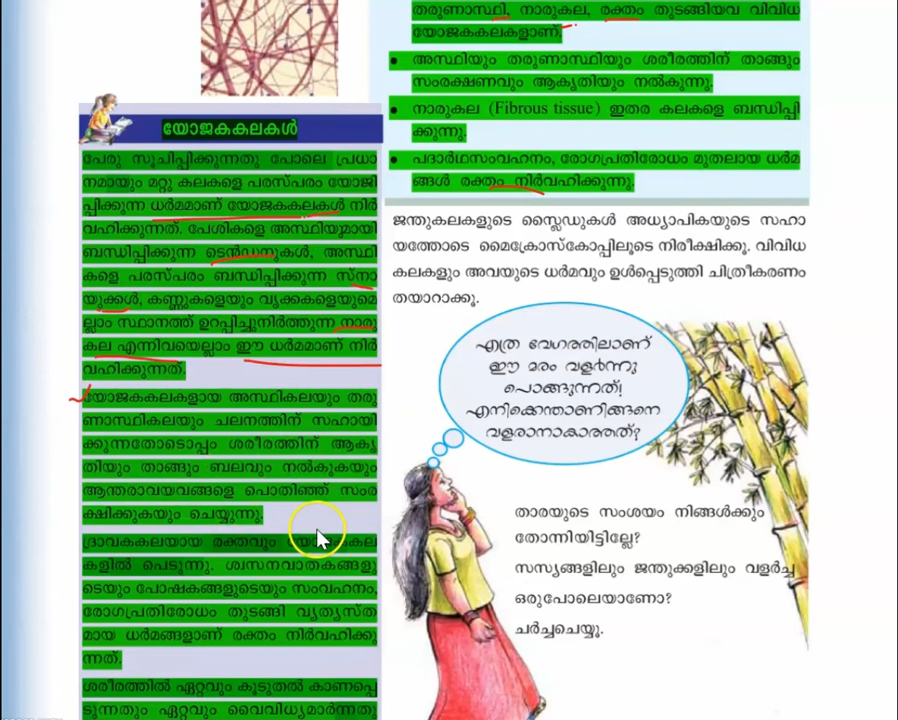 യോജകകലകൾ
പേരു സൂചിപ്പിക്കുന്നതു പോലെ പ്രധാ
നമായും മറ്റു കലകളെ പരസ്പരം യോജി
പ്പിക്കുന്ന ധർമമാണ് യോജകകലകൾ നിർ
വഹിക്കുന്നത്. പേശികളെ അസ്ഥിയുമായി
ബന്ധിപ്പിക്കുന്ന ടെൻഡനുകൾ, അസ്ഥി
കളെ പരസ്പരം ബന്ധിപ്പിക്കുന്ന സ്നാ
യുക്കൾ, കണ്ണുകളെയും വൃക്കകളെയുമെ
ല്ലാം സ്ഥാനത്ത് ഉറപ്പിച്ചുനിർത്തുന്ന നാരു
കല എന്നിവയെല്ലാം ഈ ധർമമാണ് നിർ
വഹിക്കുന്നത്.
യോജകകലകളായ അസ്ഥികലയും തരു
ണാസ്ഥികലയും ചലനത്തിന് സഹായി
ക്കുന്നതോടൊപ്പം ശരീരത്തിന് ആകൃ
തിയും താങ്ങും ബലവും നൽകുകയും
ആന്തരാവയവങ്ങളെ പൊതിഞ്ഞ് സംര
ക്ഷിക്കുകയും ചെയ്യുന്നു.
ദ്രാവകകലയായ രക്തവും
കളിൽ പെടുന്നു. ശ്വസനവാതകങ്ങളു
ടെയും പോഷകങ്ങളുടെയും സംവഹനം,
രോഗപ്രതിരോധം തുടങ്ങി വ്യത്യസ്ത
മായ ധർമങ്ങളാണ് രക്തം നിർവഹിക്കു
ന്നത്.
ശരീരത്തിൽ ഏറ്റവും കൂടുതൽ കാണപ്പെ
ടുന്നതും ഏറ്റവും വൈവിധ്യമാർന്നതു
തരുണാസ്ഥി, നാരുകല, രക്തം തുടങ്ങിയവ വിവിധ
യോജകകലകളാണ്.
• അസ്ഥിയും തരുണാസ്ഥിയും ശരീരത്തിന് താങ്ങും
സംരക്ഷണവും ആകൃതിയും നൽകുന്നു.
• നാരുകല (Fibrous tissue) ഇതര കലകളെ ബന്ധിപ്പി
ക്കുന്നു.
• പദാർഥസംവഹനം, രോഗപ്രതിരോധം മുതലായ ധർമ
ങ്ങൾ രക്തം നിർവഹിക്കുന്നു.
ജന്തുകലകളുടെ സ്ലൈഡുകൾ അധ്യാപികയുടെ സഹാ
യത്തോടെ മൈക്രോസ്കോപ്പിലൂടെ നിരീക്ഷിക്കൂ. വിവിധ
കലകളും അവയുടെ ധർമവും ഉൾപ്പെടുത്തി ചിത്രീകരണം
തയാറാക്കൂ.
എത്ര വേഗത്തിലാണ്
ഈ മരം വളർന്നു
പൊങ്ങുന്നത്!
എനിക്കെന്താണിങ്ങനെ
വളരാനാകാത്തത്?
താരയുടെ സംശയം നിങ്ങൾക്കും
തോന്നിയിട്ടില്ലേ?
സസ്യങ്ങളിലും ജന്തുക്കളിലും വളർച്ച
ഒരുപോലെയാണോ?
ചർച്ചചെയ്യൂ.